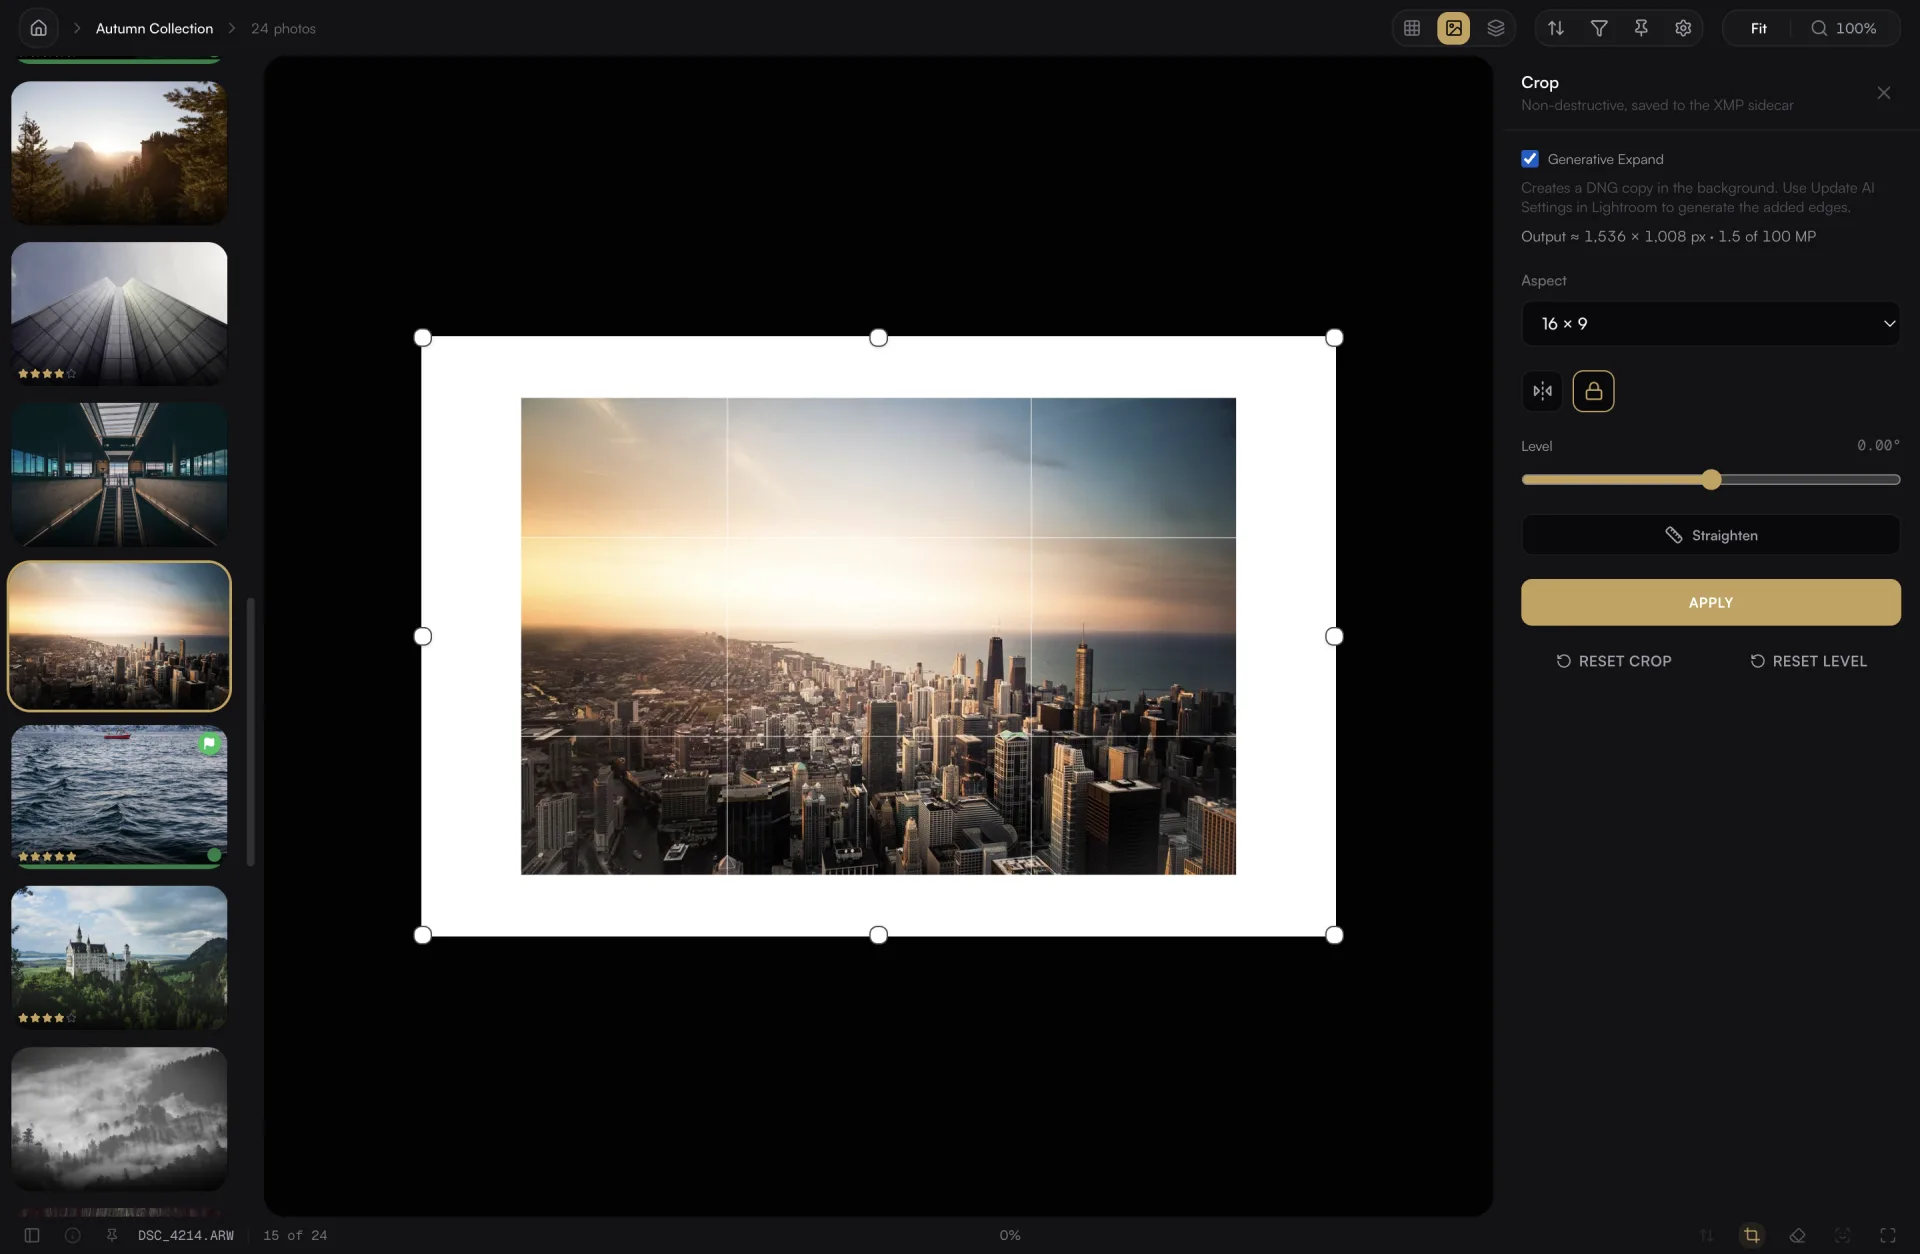 Autumn Collection
24 photos
Fit
100%
Crop
Non-destructive, saved to the XMP sidecar
Generative Expand
Creates a DNG copy in the background. Use Update AI
Settings in Lightroom to generate the added edges.
Output ≈ 1,536 × 1,008 px · 1.5 of 100 MP
Aspect
16 × 9
Level
0.00°
Straighten
APPLY
RESET CROP
RESET LEVEL
DSC_4214.ARW
15 of 24
0%